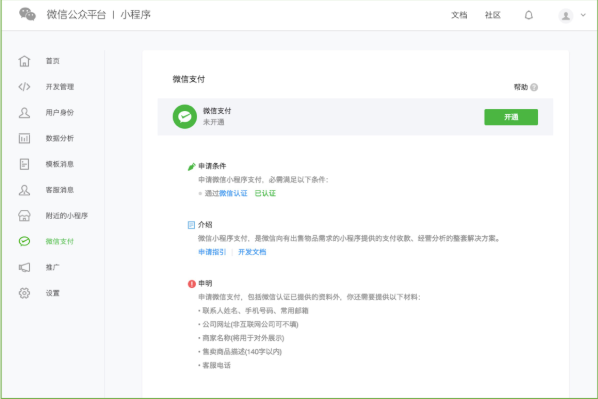 微信公众平台 | 小程序
文档 社区
首页
开发管理
用户身份
数据分析
模板消息
客服消息
附近的小程序
微信支付
推广
设置
微信支付
帮助
微信支付
未开通
开通
申请条件
申请微信小程序支付，必需满足以下条件：
通过微信认证 已认证
介绍
微信小程序支付，是微信向有出售物品需求的小程序提供的支付收款、经营分析的整套解决方案。
申请指引 | 开发文档
申明
申请微信支付，包括微信认证已提供的资料外，你还需要提供以下材料：
• 联系人姓名、手机号码、常用邮箱
• 公司网址(非互联网公司可不填)
• 商家名称(将用于对外展示)
• 售卖商品描述(140字以内)
• 客服电话